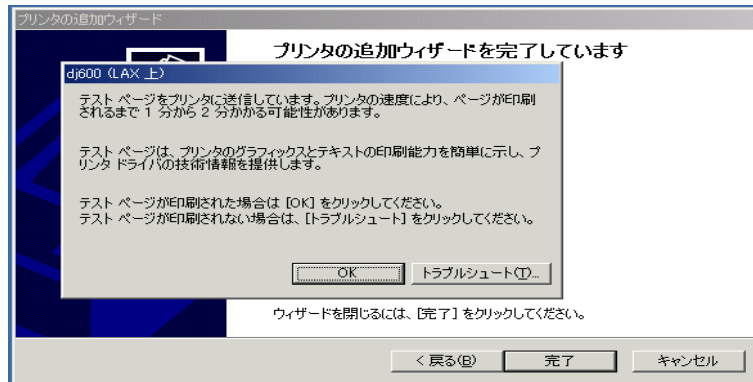 プリンタの追加ウィザード
プリンタの追加ウィザードを完了しています
dj600 (LAX 上)
テスト ページをプリンタに送信しています。プリンタの速度により、ページが印刷
されるまで 1 分から 2 分かかる可能性があります。
テスト ページは、プリンタのグラフィックスとテキストの印刷能力を簡単に示し、プ
リンタ ドライバの技術情報を提供します。
テスト ページが印刷された場合は [OK] をクリックしてください。
テスト ページが印刷されない場合は、[トラブルシュート] をクリックしてください。
OK
トラブルシュート(T)...
ウィザードを閉じるには、[完了] をクリックしてください。
< 戻る(B)
完了
キャンセル